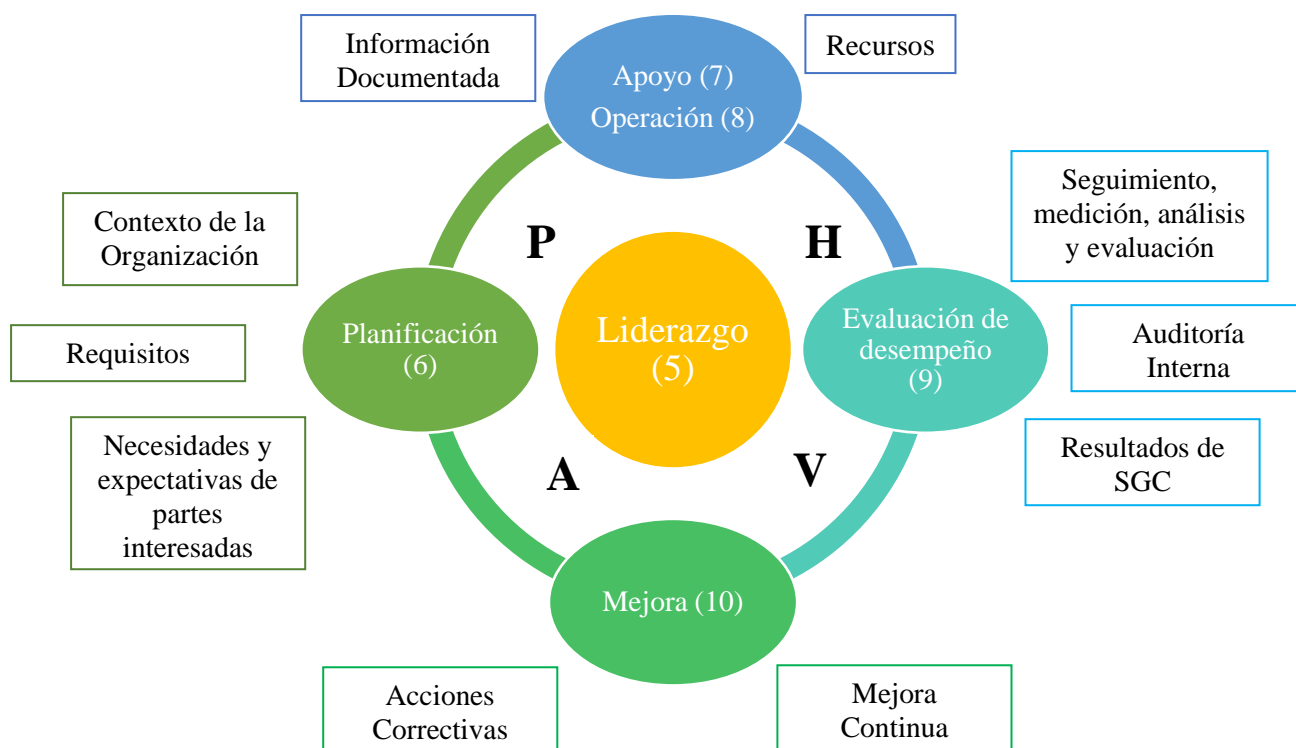 Información
Documentada
Recursos
Apoyo (7)
Operación (8)
Seguimiento,
medición, análisis
y evaluación
Contexto de la
Organización
P
H
Planificación
(6)
Liderazgo
(5)
Evaluación de
desempeño
(9)
Requisitos
Auditoría
Interna
Necesidades y
expectativas de
partes
interesadas
A
V
Resultados de
SGC
Mejora (10)
Acciones
Correctivas
Mejora
Continua